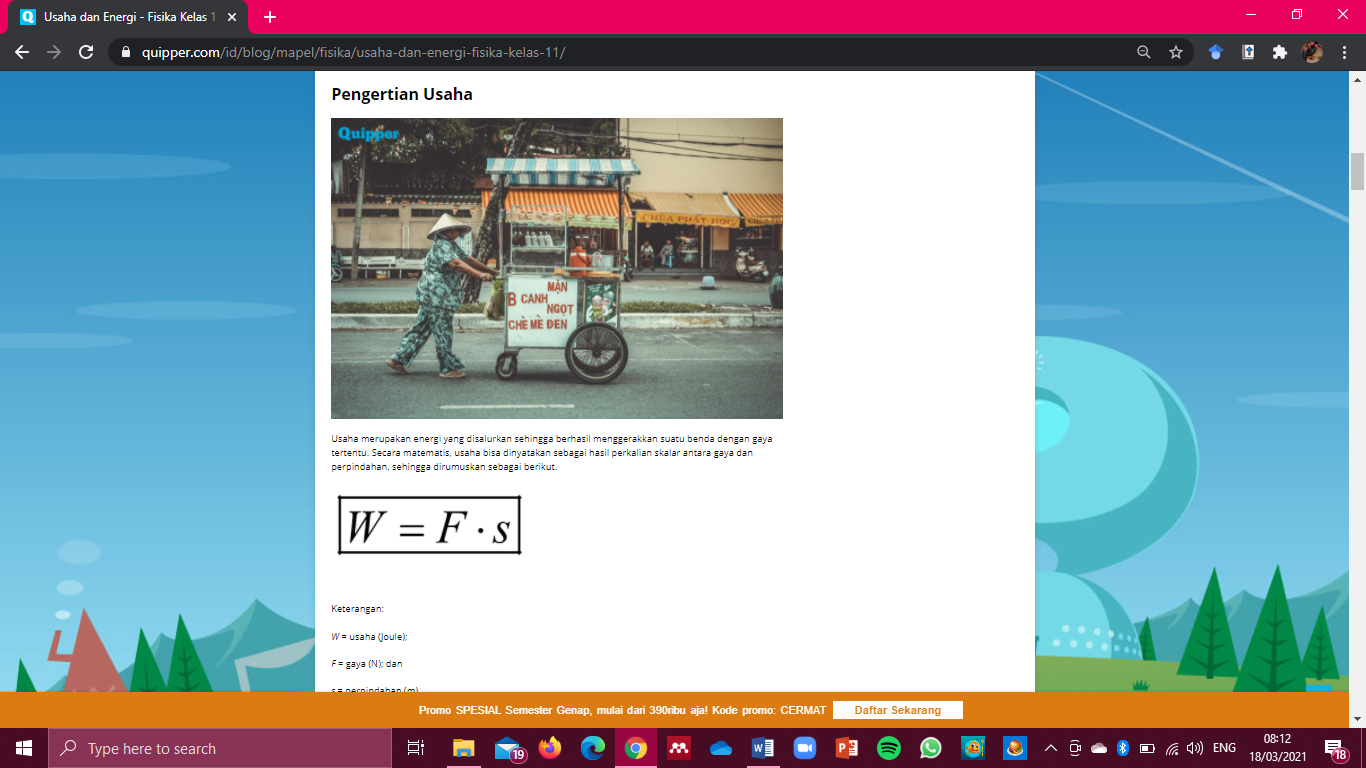 Usaha dan Energi - Fisika Kelas 1
quipper.com/id/blog/mapel/fisika/usaha-dan-energi-fisika-kelas-11/
Pengertian Usaha
Quipper
CHÙA PHÁT HỌC
MẶN
B CANH
NGỌT
CHÈ MÈ ĐEN
Usaha merupakan energi yang disalurkan sehingga berhasil menggerakkan suatu benda dengan gaya
tertentu. Secara matematis, usaha bisa dinyatakan sebagai hasil perkalian skalar antara gaya dan
perpindahan, sehingga dirumuskan sebagai berikut.
W = F · s
Keterangan:
W = usaha (Joule);
F = gaya (N); dan
s = perpindahan (m)
Promo SPESIAL Semester Genap, mulai dari 390ribu aja! Kode promo: CERMAT
Daftar Sekarang
Type here to search
19
ENG
08:12
18/03/2021
18